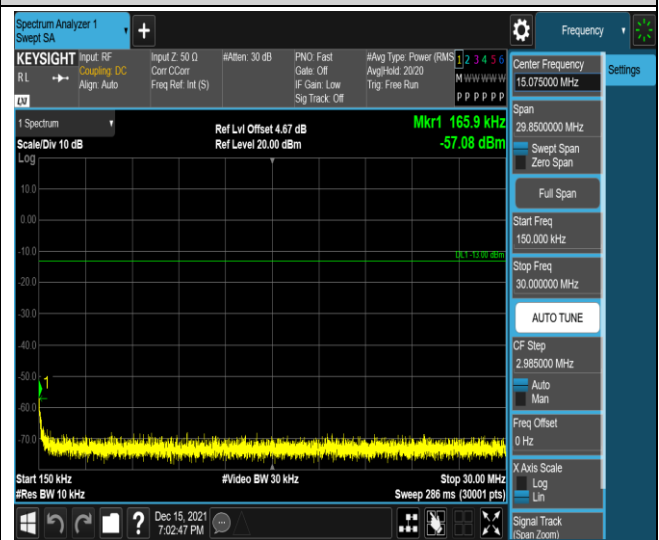 Spectrum Analyzer 1
Swept SA
+
Frequency
KEYSIGHT
RL
LXI
Input: RF
Coupling: DC
Align: Auto
Input Z: 50 Ω
Corr CCorr
Freq Ref: Int (S)
#Atten: 30 dB
PNO: Fast
Gate: Off
IF Gain: Low
Sig Track: Off
#Avg Type: Power (RMS
Avg|Hold: 20/20
Trig: Free Run
1 2 3 4 5 6
M W W W W W
P P P P P P
1 Spectrum
Scale/Div 10 dB
Ref Lvl Offset 4.67 dB
Ref Level 20.00 dBm
Mkr1 165.9 kHz
-57.08 dBm
Log
10.0
0.00
-10.0
DL1 -13.00 dBm
-20.0
-30.0
-40.0
-50.0
1
-60.0
-70.0
Start 150 kHz
#Res BW 10 kHz
#Video BW 30 kHz
Stop 30.00 MHz
Sweep 286 ms (30001 pts)
Center Frequency
15.075000 MHz
Settings
Span
29.8500000 MHz
Swept Span
Zero Span
Full Span
Start Freq
150.000 kHz
Stop Freq
30.000000 MHz
AUTO TUNE
CF Step
2.985000 MHz
Auto
Man
Freq Offset
0 Hz
X Axis Scale
Log
Lin
Signal Track
(Span Zoom)
?
Dec 15, 2021
7:02:47 PM